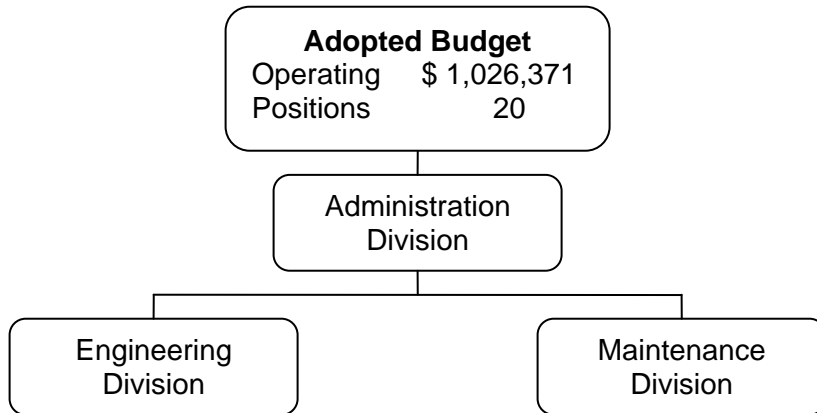 Adopted Budget
Operating $ 1,026,371
Positions 20
Administration
Division
Engineering
Division
Maintenance
Division